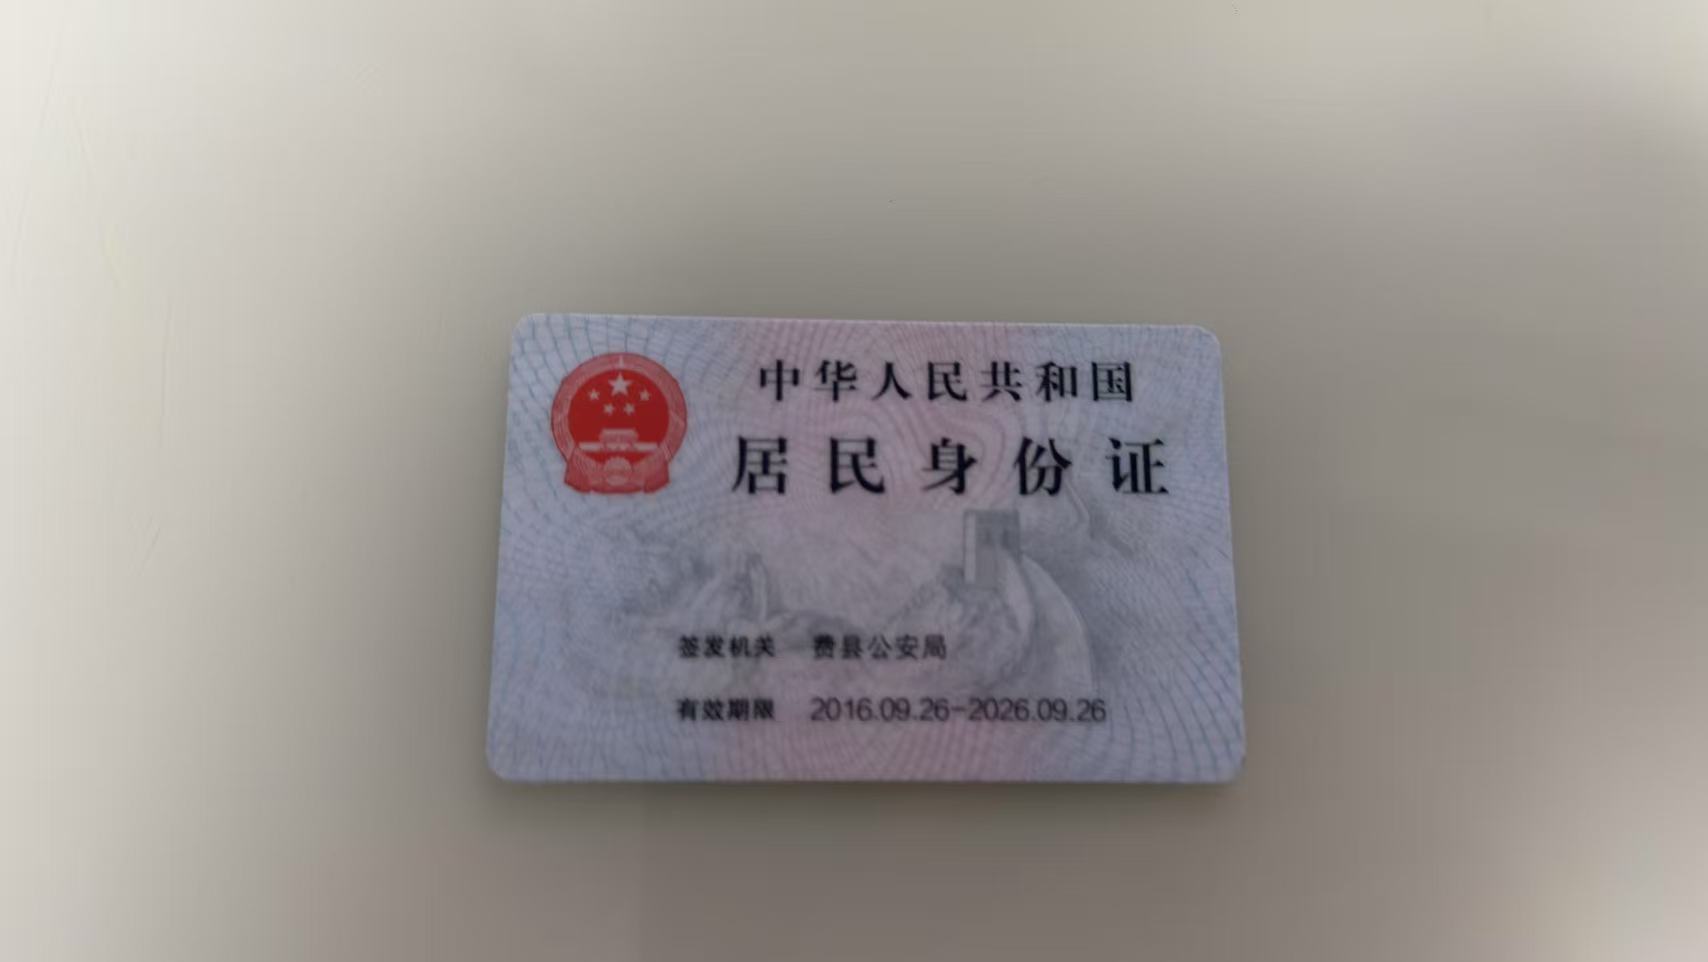 中华人民共和国
居民身份证
签发机关 费县公安局
有效期限 2016.09.26-2026.09.26